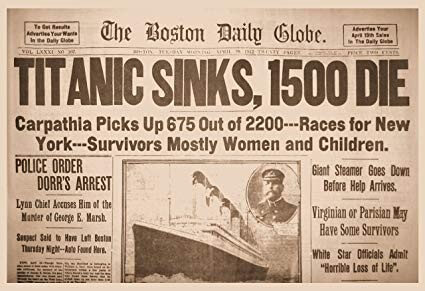 To Get Results
Advertise Your Wants
In the Daily Globe
The Boston Daily Globe.
Advertise Your
April 19th Sales
In The Daily Globe
VOL. LXXXI NO. 107.
BOSTON, TUESDAY MORNING, APRIL 1912 TWENTY PAGES
PRICE TWO CENTS.
TITANIC SINKS, 1500 DIE
Carpathia Picks Up 675 Out of 2200---Races for New
York---Survivors Mostly Women and Children.
POLICE ORDER
DORR'S ARREST
Lynn Chief Accuses Him of the
Murder of George E. Marsh.
Suspect Said to Have Left Boston
Thursday Night—Auto Found Here.
Giant Steamer Goes Down
Before Help Arrives.
Virginian or Parisian May
Have Some Survivors
White Star Officials Admit
"Horrible Loss of Life".